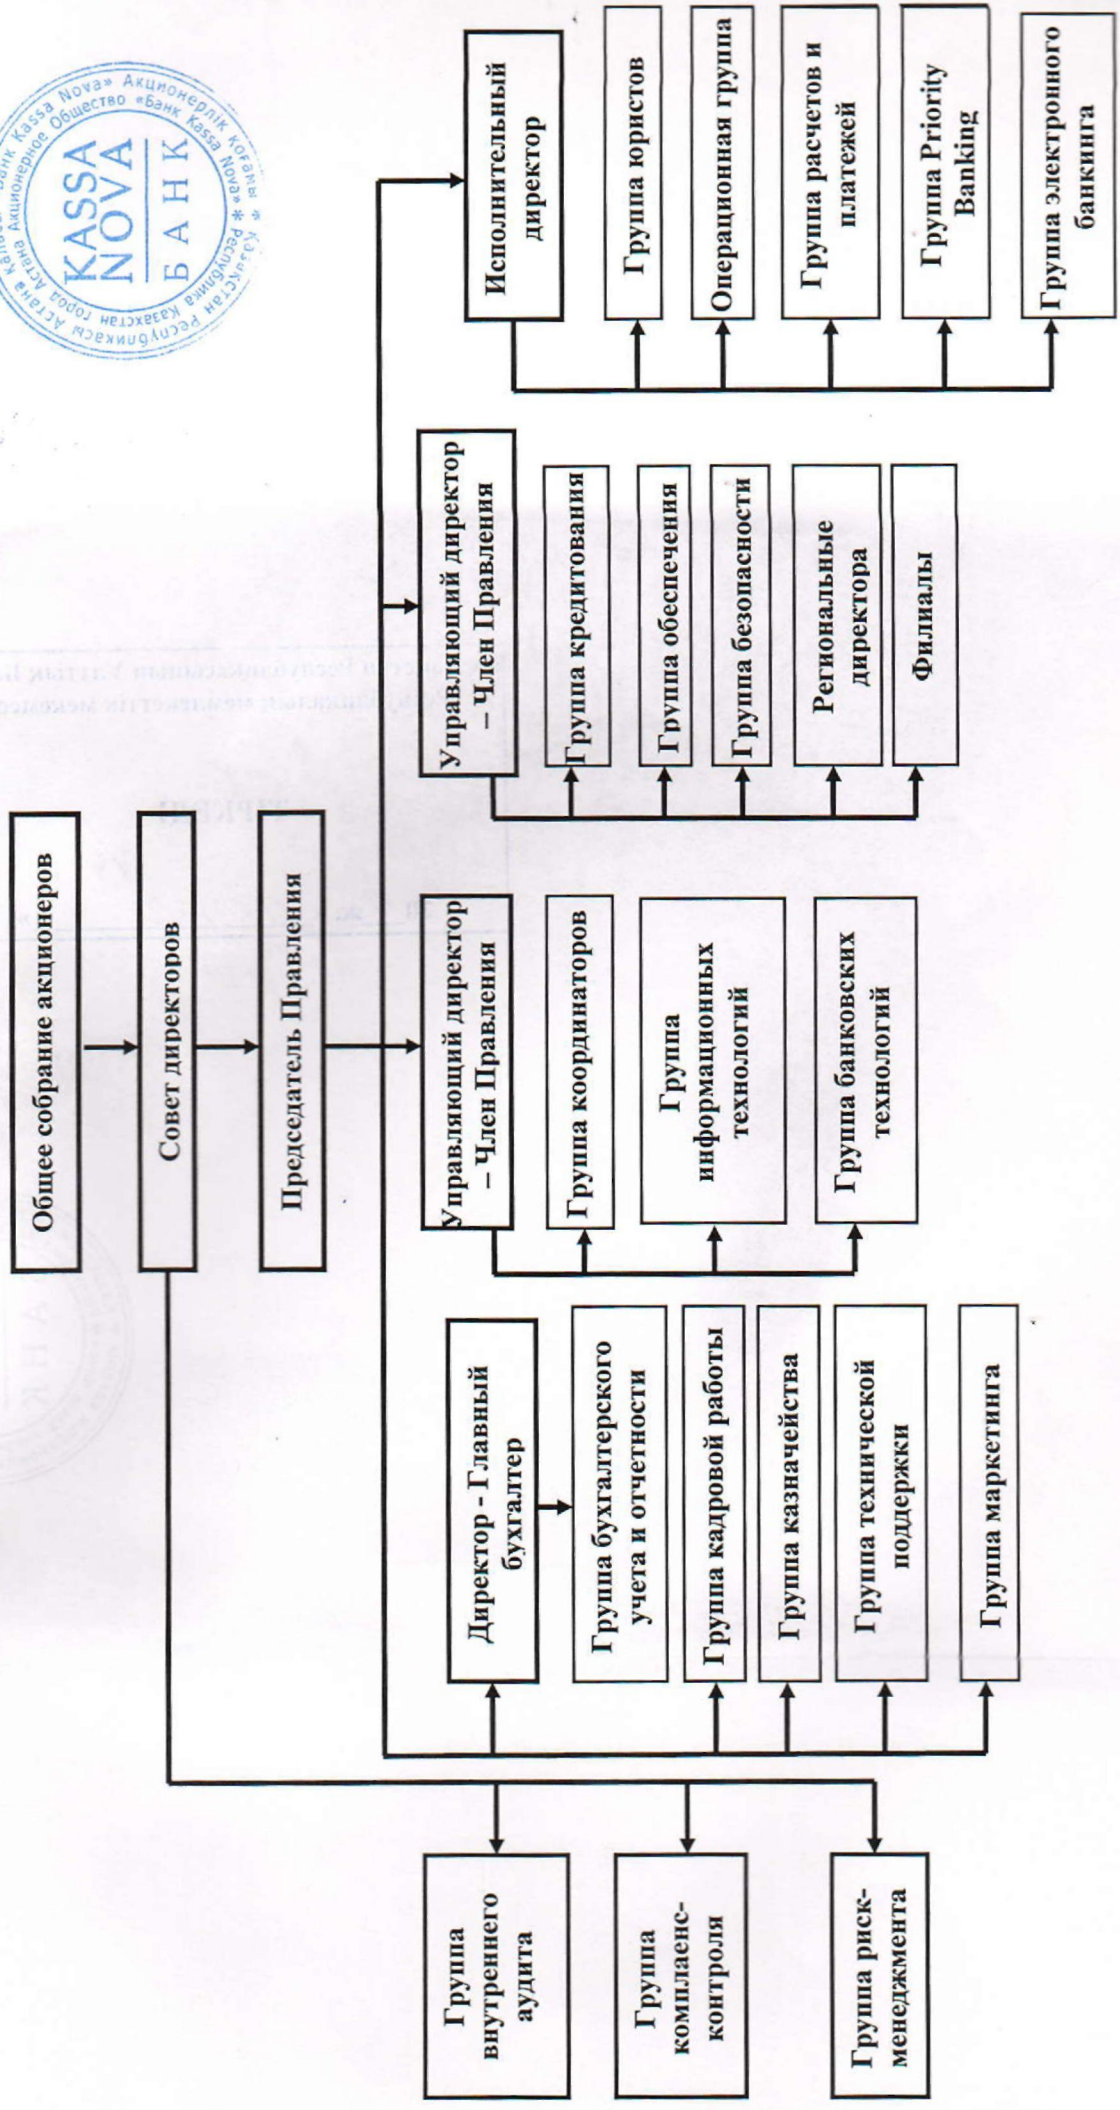 KASSA
NOVA
БАНК
Общее собрание акционеров
Совет директоров
Председатель Правления
Группа
внутреннего
аудита
Группа
комплаенс-
контроля
Группа риск-
менеджмента
Директор - Главный
бухгалтер
Группа бухгалтерского
учета и отчетности
Группа кадровой работы
Группа казначейства
Группа технической
поддержки
Группа маркетинга
Управляющий директор
– Член Правления
Группа координаторов
Группа
информационных
технологий
Группа банковских
технологий
Управляющий директор
– Член Правления
Группа кредитования
Группа обеспечения
Группа безопасности
Региональные
директора
Филиалы
Исполнительный
директор
Группа юристов
Операционная группа
Группа расчетов и
платежей
Группа Priority
Banking
Группа электронного
банкинга